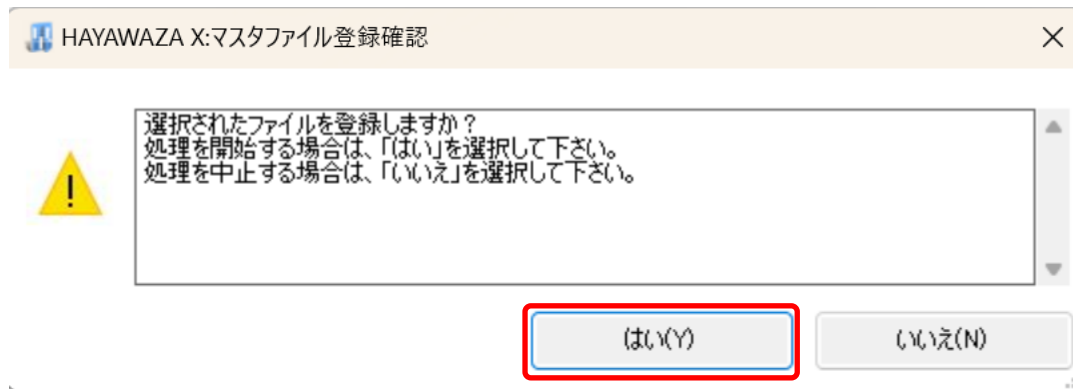 HAYAWAZA X:マスタファイル登録確認
選択されたファイルを登録しますか？
処理を開始する場合は、「はい」を選択して下さい。
処理を中止する場合は、「いいえ」を選択して下さい。
はい(Y)
いいえ(N)